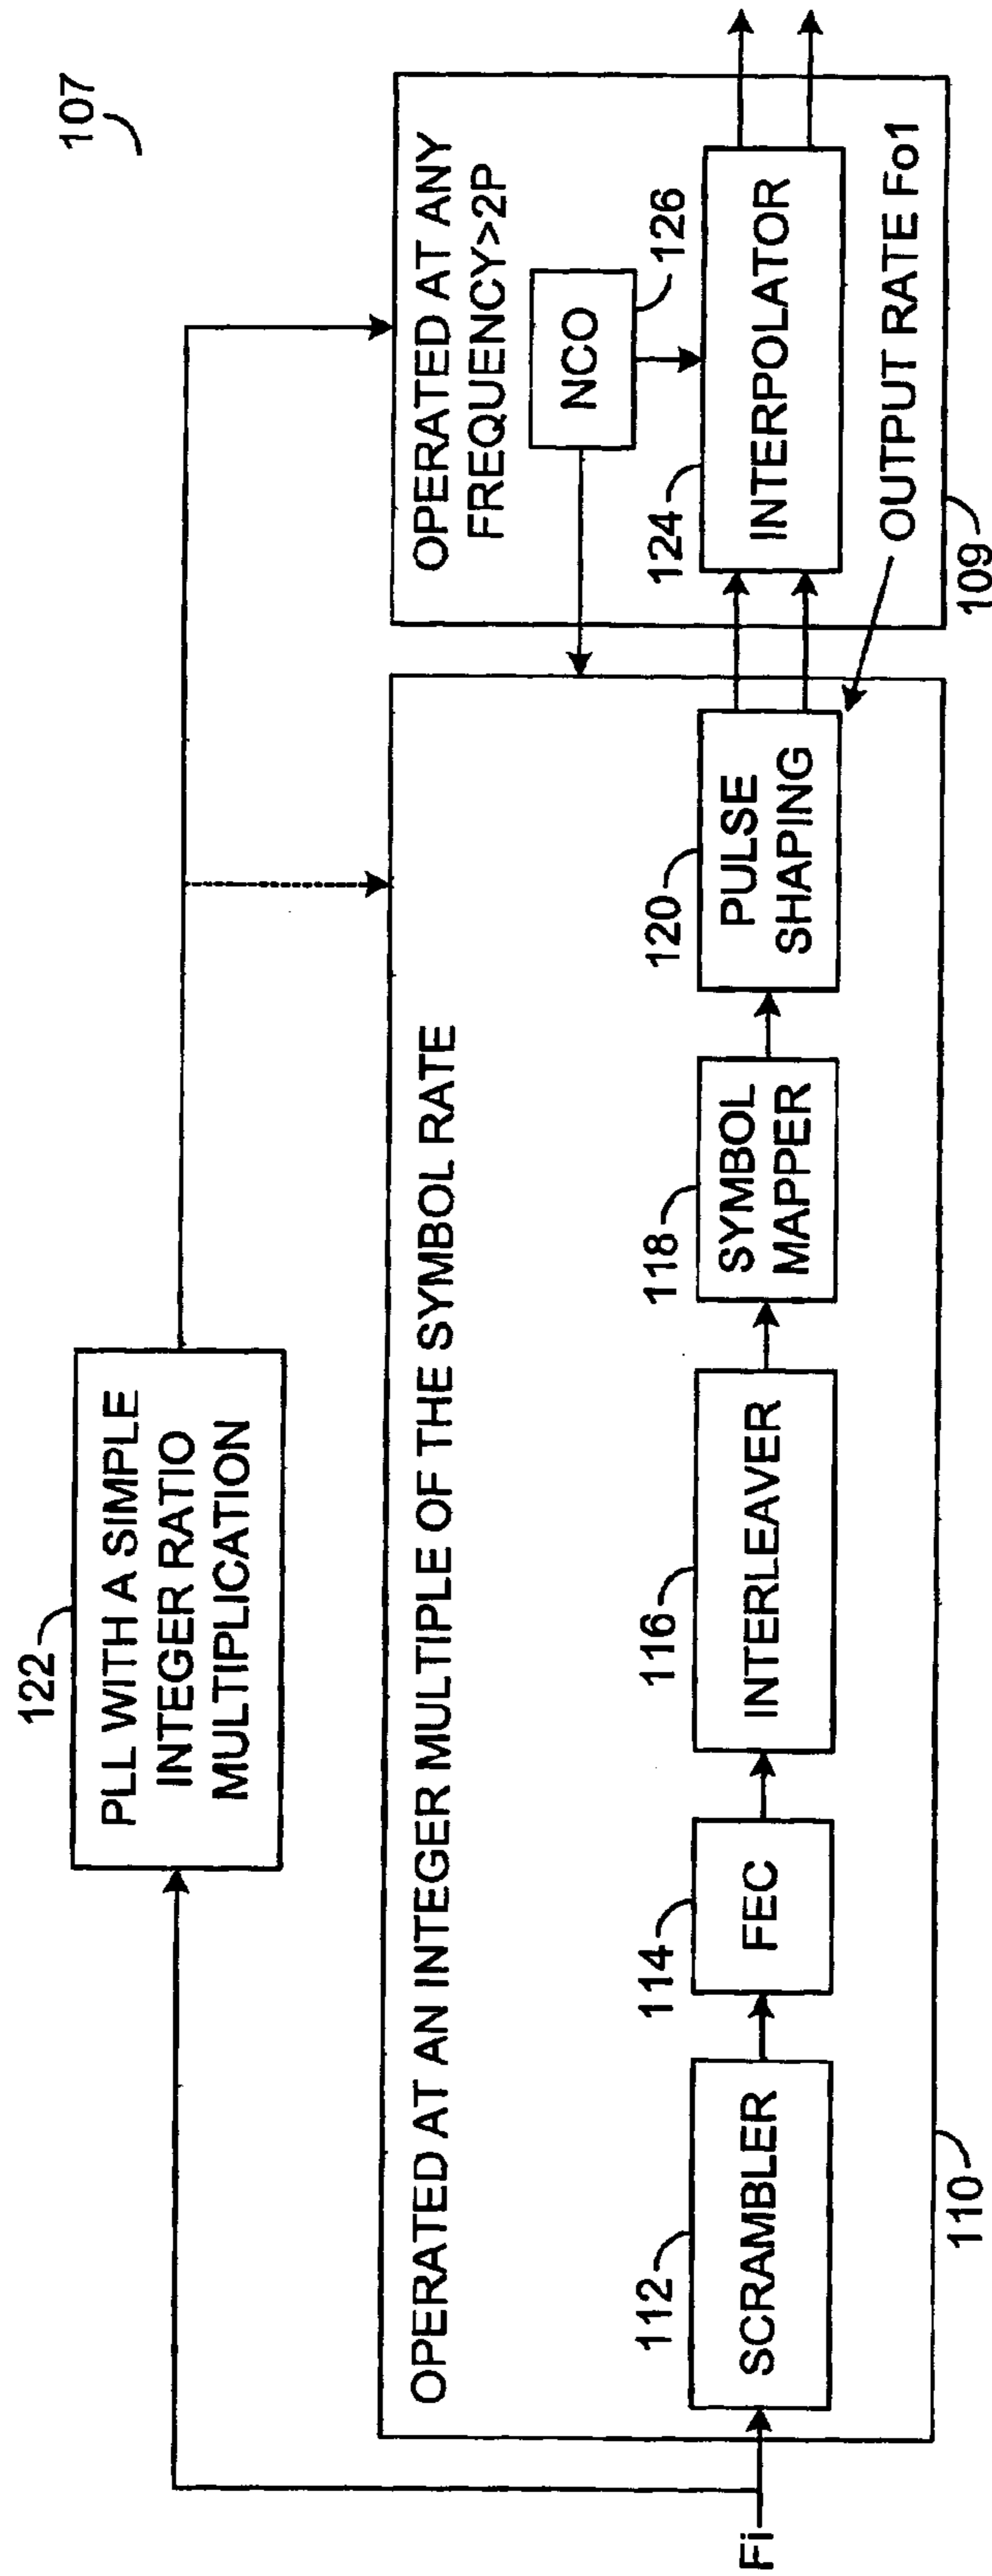 107
122
PLL WITH A SIMPLE
INTEGER RATIO
MULTIPLICATION
OPERATED AT AN INTEGER MULTIPLE OF THE SYMBOL RATE
OPERATED AT ANY
FREQUENCY>2P
NCO
126
Fi
112
SCRAMBLER
114
FEC
116
INTERLEAVER
118
SYMBOL
MAPPER
120
PULSE
SHAPING
124
INTERPOLATOR
OUTPUT RATE Fo1
110
109